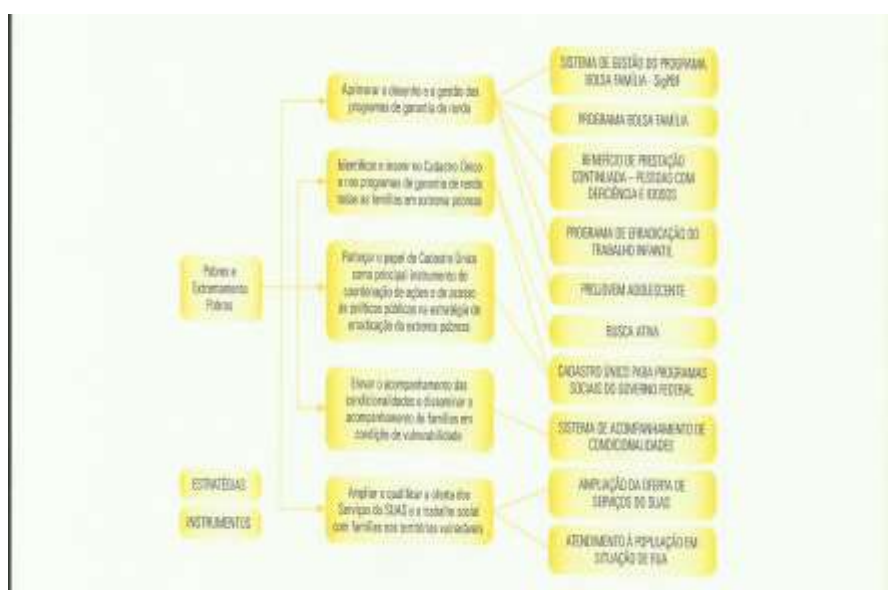 Pobres e
Extremamente
Pobres
ESTRATÉGIAS
INSTRUMENTOS
Aprimorar o desenho e a gestão dos
programas de garantia de renda
Identificar e inserir no Cadastro Único
e nos programas de garantia de renda
todas as famílias em extrema pobreza
Reforçar o papel do Cadastro Único
como principal instrumento de
coordenação de ações e de acesso
às políticas públicas na estratégia de
erradicação da extrema pobreza
Elevar o acompanhamento das
condicionalidades e disseminar o
acompanhamento de famílias em
condição de vulnerabilidade
Ampliar e qualificar a oferta dos
Serviços do SUAS e o trabalho social
com famílias nos territórios vulneráveis
SISTEMA DE GESTÃO DO PROGRAMA
BOLSA FAMÍLIA - SigPBF
PROGRAMA BOLSA FAMÍLIA
BENEFÍCIO DE PRESTAÇÃO
CONTINUADA – PESSOAS COM
DEFICIÊNCIA E IDOSOS
PROGRAMA DE ERRADICAÇÃO DO
TRABALHO INFANTIL
PROJOVEM ADOLESCENTE
BUSCA ATIVA
CADASTRO ÚNICO PARA PROGRAMAS
SOCIAIS DO GOVERNO FEDERAL
SISTEMA DE ACOMPANHAMENTO DE
CONDICIONALIDADES
AMPLIAÇÃO DA OFERTA DE
SERVIÇOS DO SUAS
ATENDIMENTO À POPULAÇÃO EM
SITUAÇÃO DE RUA